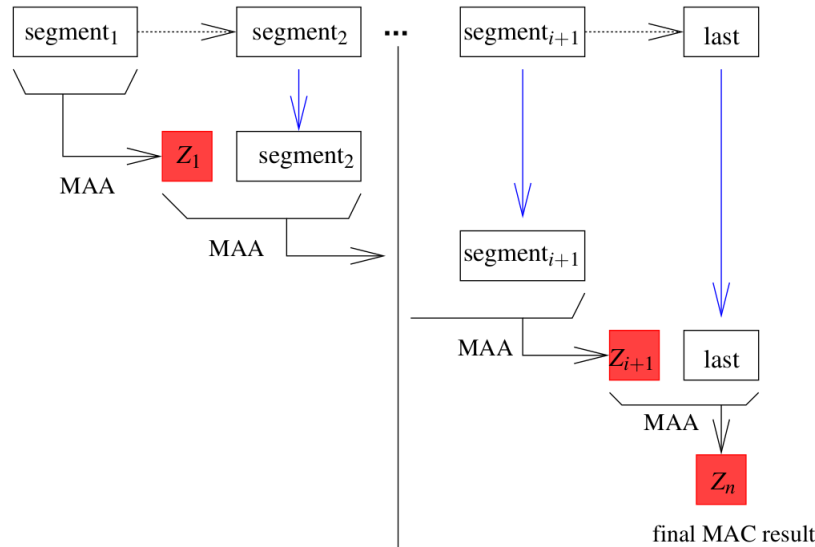 segment₁ segment₂ ... segmentᵢ₊₁ last
Z₁ segment₂
MAA
MAA segmentᵢ₊₁
MAA Zᵢ₊₁ last
MAA
Zₙ
final MAC result